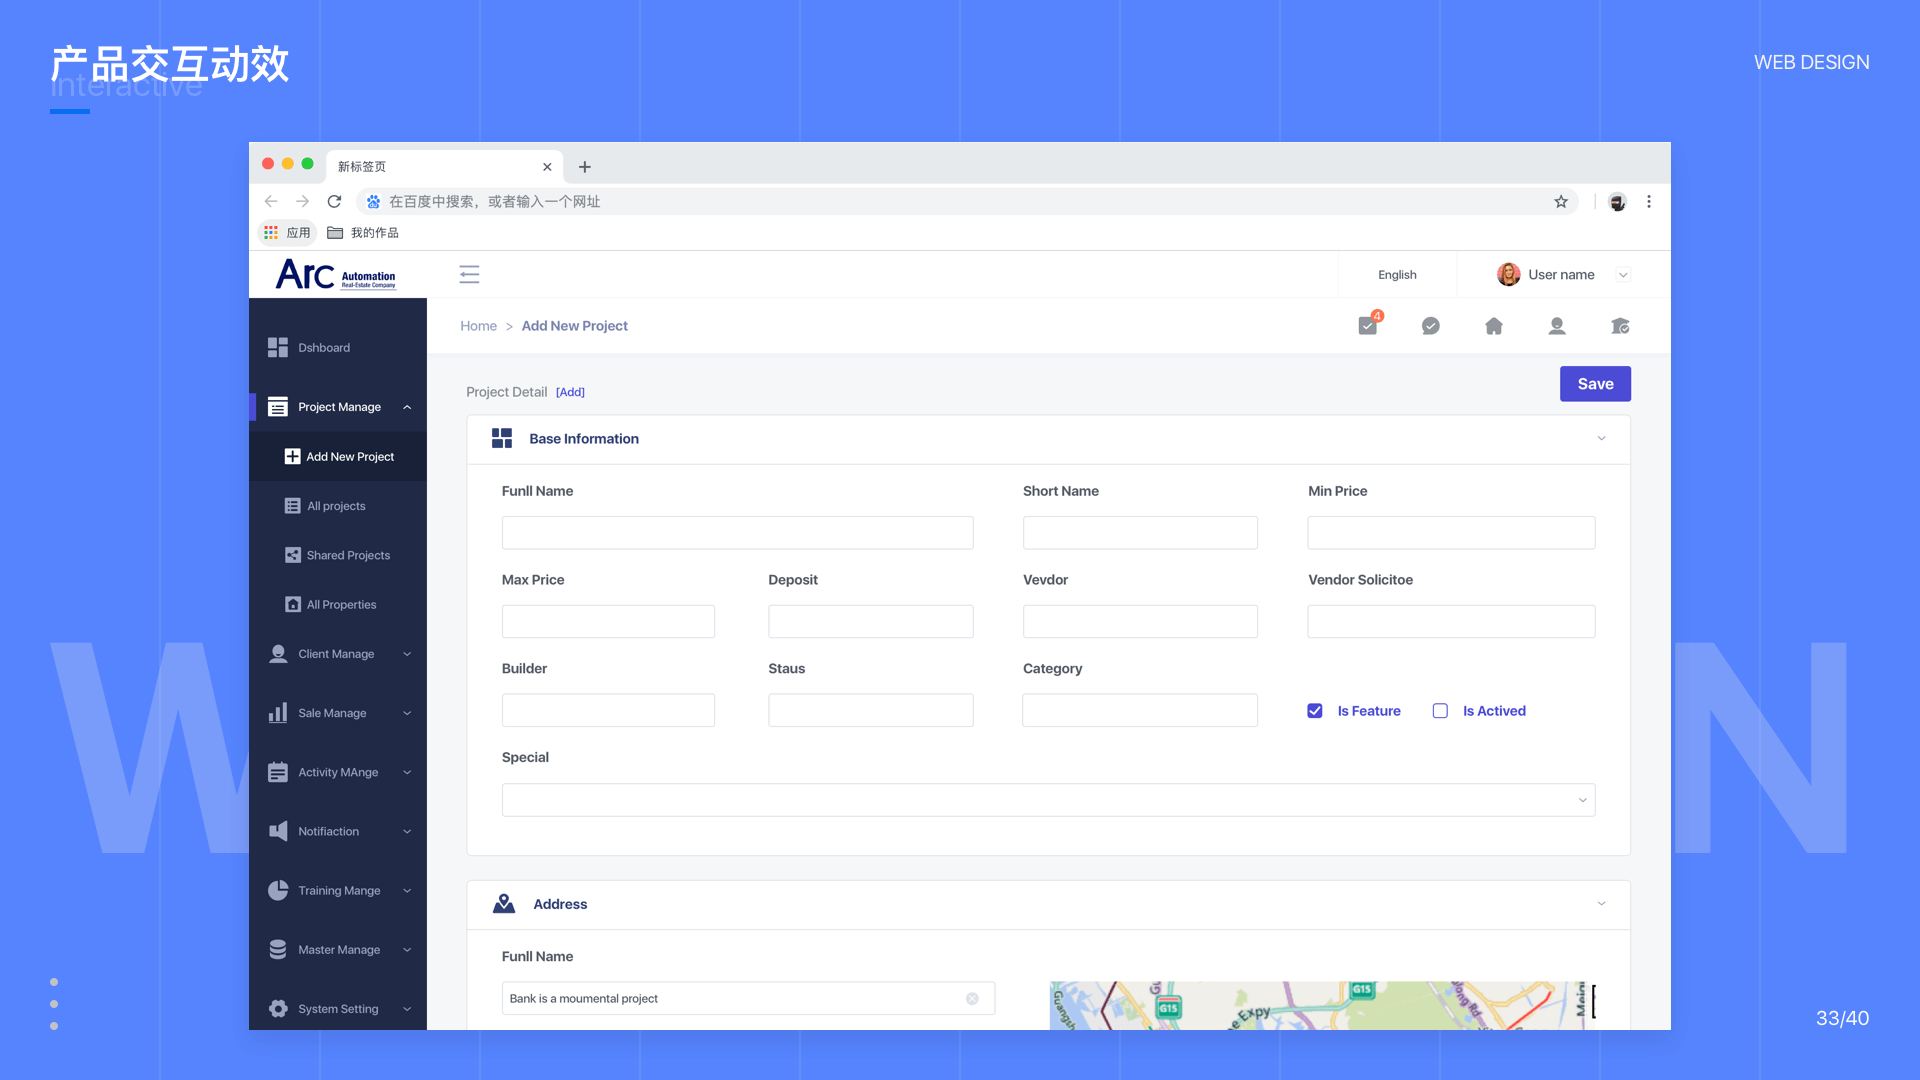 产品交互动效
interactive
WEB DESIGN
新标签页
在百度中搜索，或者输入一个网址
应用
我的作品
Arc Automation
Real-Estate Company
English
User name
Home > Add New Project
4
Dshboard
Project Manage
Add New Project
All projects
Shared Projects
All Properties
Client Manage
Sale Manage
Activity MAnge
Notifiaction
Training Mange
Master Manage
System Setting
Project Detail [Add]
Save
Base Information
Funll Name
Short Name
Min Price
Max Price
Deposit
Vevdor
Vendor Solicitoe
Builder
Staus
Category
Is Feature
Is Actived
Special
Address
Funll Name
Bank is a moumental project
G15
G15
e Expy
W
N
33/40